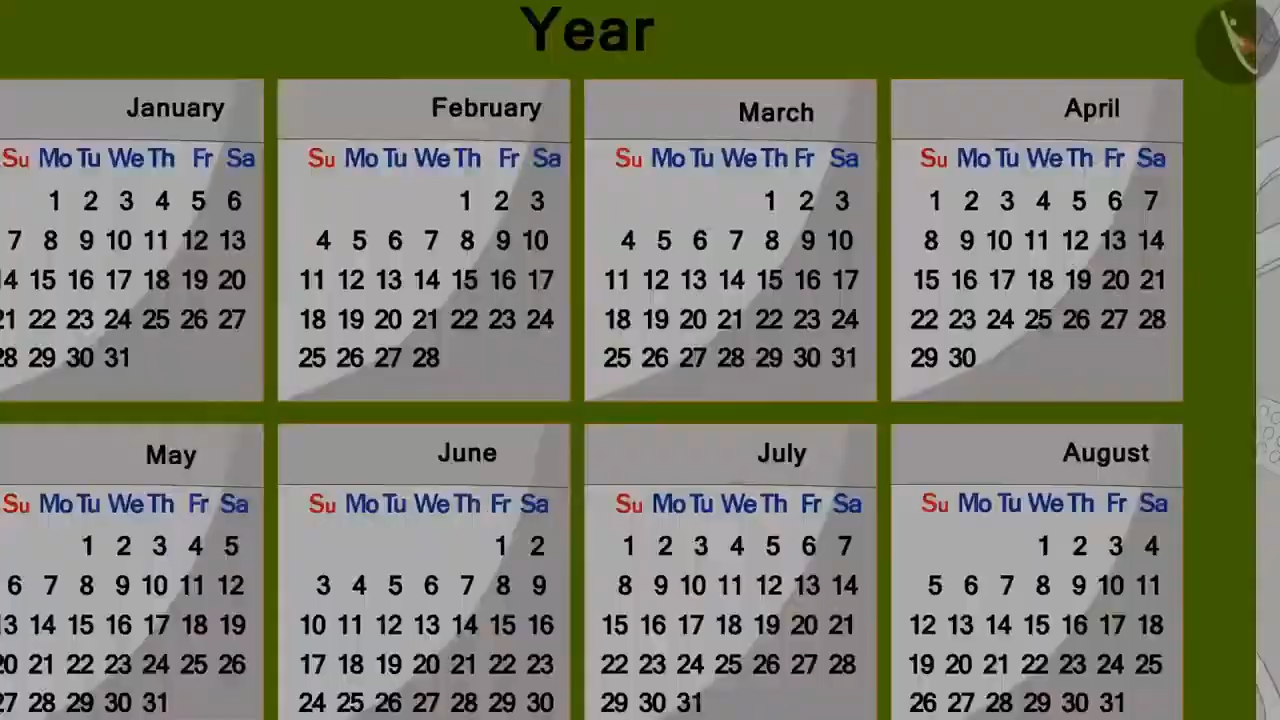 Year
January
Su Mo Tu We Th Fr Sa
1 2 3 4 5 6
7 8 9 10 11 12 13
14 15 16 17 18 19 20
21 22 23 24 25 26 27
28 29 30 31
February
Su Mo Tu We Th Fr Sa
1 2 3
4 5 6 7 8 9 10
11 12 13 14 15 16 17
18 19 20 21 22 23 24
25 26 27 28
March
Su Mo Tu We Th Fr Sa
1 2 3
4 5 6 7 8 9 10
11 12 13 14 15 16 17
18 19 20 21 22 23 24
25 26 27 28 29 30 31
April
Su Mo Tu We Th Fr Sa
1 2 3 4 5 6 7
8 9 10 11 12 13 14
15 16 17 18 19 20 21
22 23 24 25 26 27 28
29 30
May
Su Mo Tu We Th Fr Sa
1 2 3 4 5
6 7 8 9 10 11 12
13 14 15 16 17 18 19
20 21 22 23 24 25 26
27 28 29 30 31
June
Su Mo Tu We Th Fr Sa
1 2
3 4 5 6 7 8 9
10 11 12 13 14 15 16
17 18 19 20 21 22 23
24 25 26 27 28 29 30
July
Su Mo Tu We Th Fr Sa
1 2 3 4 5 6 7
8 9 10 11 12 13 14
15 16 17 18 19 20 21
22 23 24 25 26 27 28
29 30 31
August
Su Mo Tu We Th Fr Sa
1 2 3 4
5 6 7 8 9 10 11
12 13 14 15 16 17 18
19 20 21 22 23 24 25
26 27 28 29 30 31